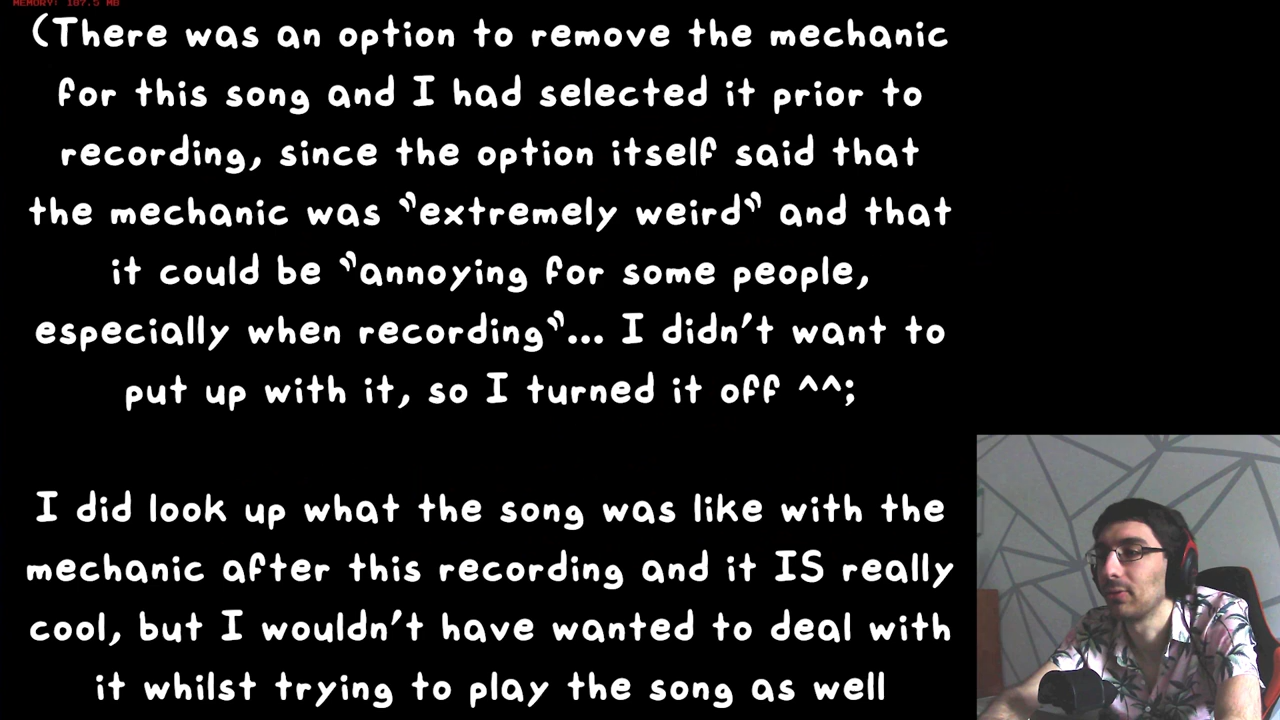 MEMORY: 187.5 MB
(There was an option to remove the mechanic
for this song and I had selected it prior to
recording, since the option itself said that
the mechanic was "extremely weird" and that
it could be "annoying for some people,
especially when recording"... I didn't want to
put up with it, so I turned it off ^^;
I did look up what the song was like with the
mechanic after this recording and it IS really
cool, but I wouldn't have wanted to deal with
it whilst trying to play the song as well